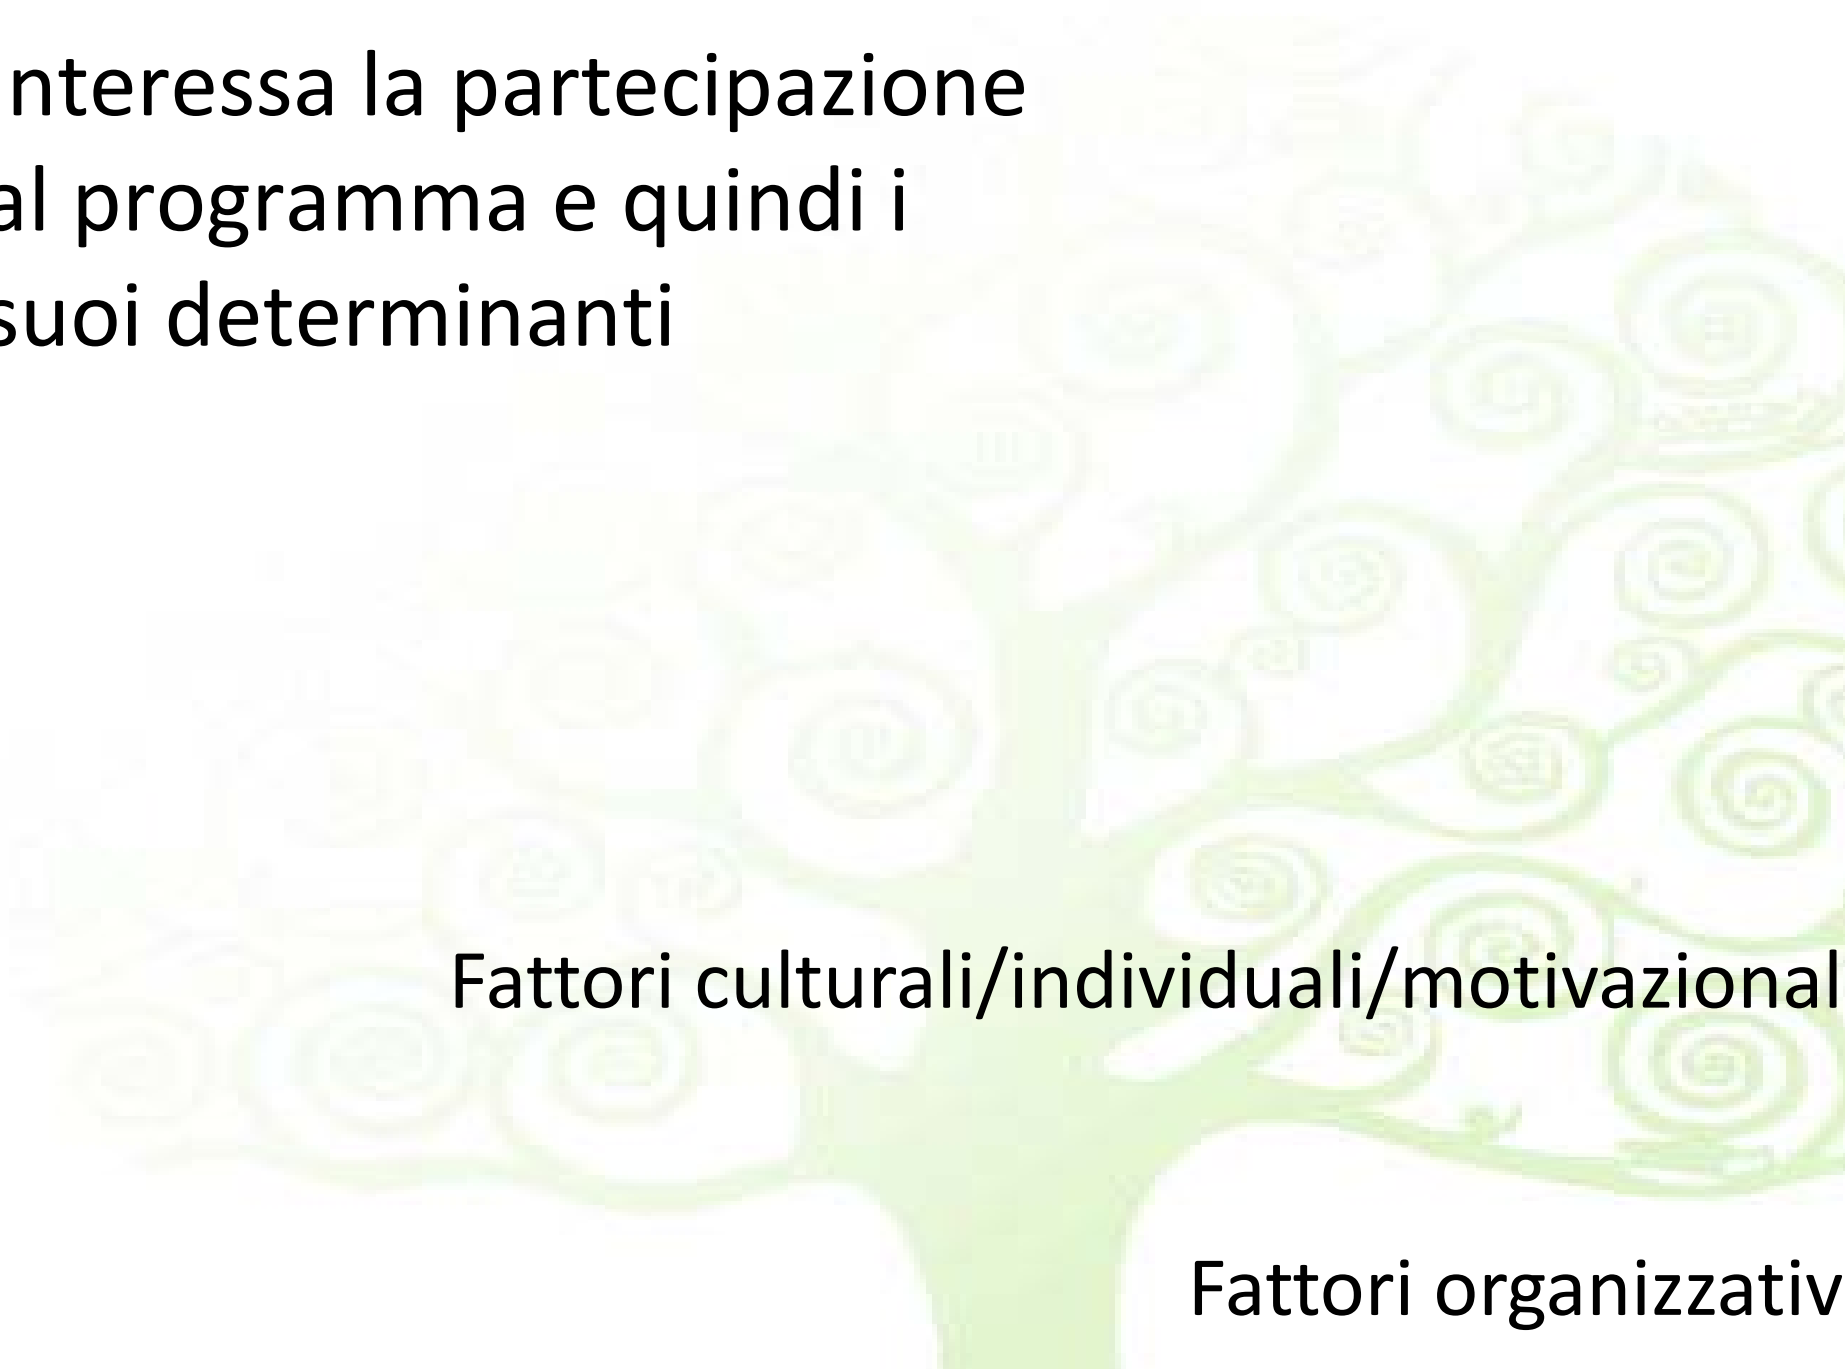 nteressa la partecipazione
al programma e quindi i
suoi determinanti
Fattori culturali/individuali/motivazional
Fattori organizzativ